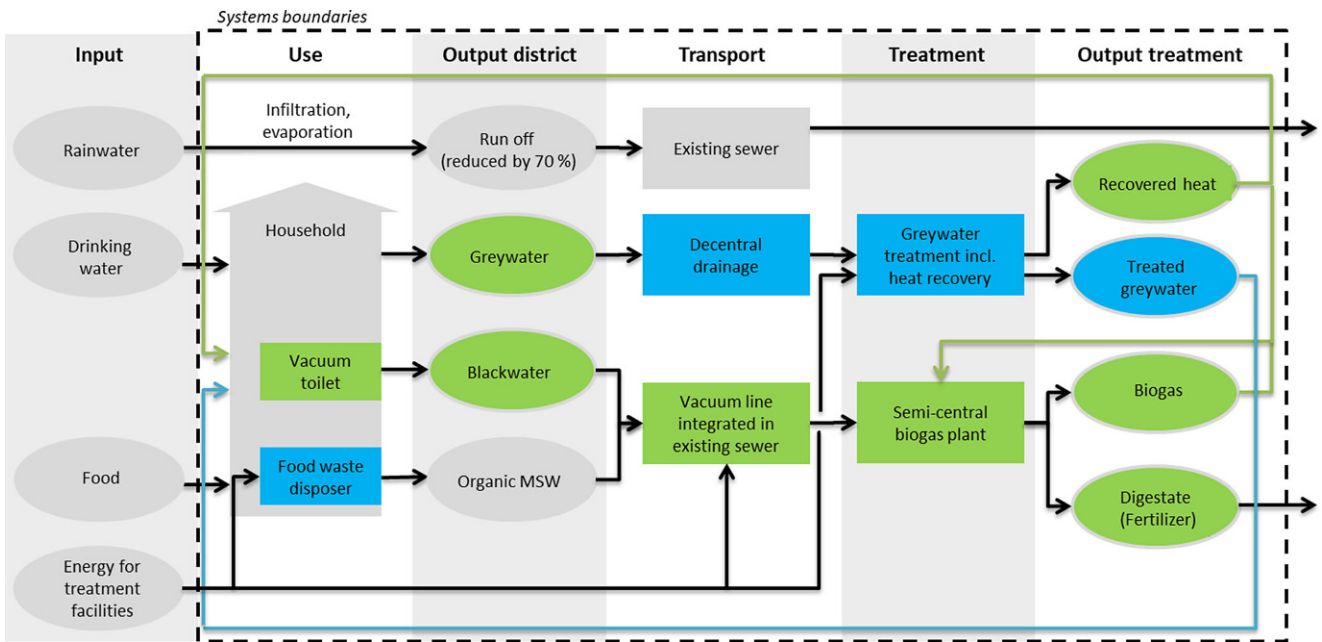 Systems boundaries
Input
Use
Output district
Transport
Treatment
Output treatment
Rainwater
Infiltration,
evaporation
Run off
(reduced by 70 %)
Existing sewer
Recovered heat
Drinking
water
Household
Greywater
Decentral
drainage
Greywater
treatment incl.
heat recovery
Treated
greywater
Vacuum
toilet
Blackwater
Vacuum line
integrated in
existing sewer
Semi-central
biogas plant
Biogas
Food
Food waste
disposer
Organic MSW
Digestate
(Fertilizer)
Energy for
treatment
facilities